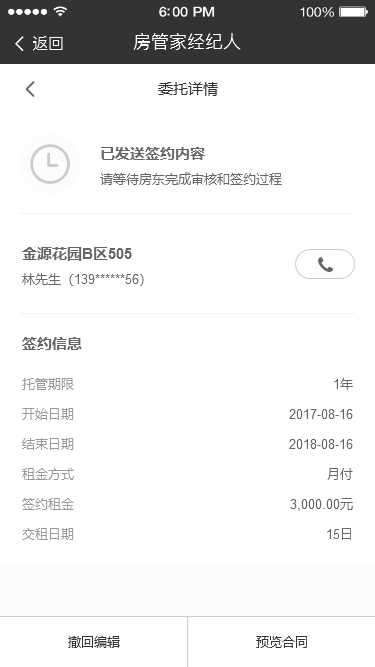 6:00 PM
100%
返回
房管家经纪人
委托详情
已发送签约内容
请等待房东完成审核和签约过程
金源花园B区505
林先生（139******56）
签约信息
托管期限 1年
开始日期 2017-08-16
结束日期 2018-08-16
租金方式 月付
签约租金 3,000.00元
交租日期 15日
撤回编辑
预览合同